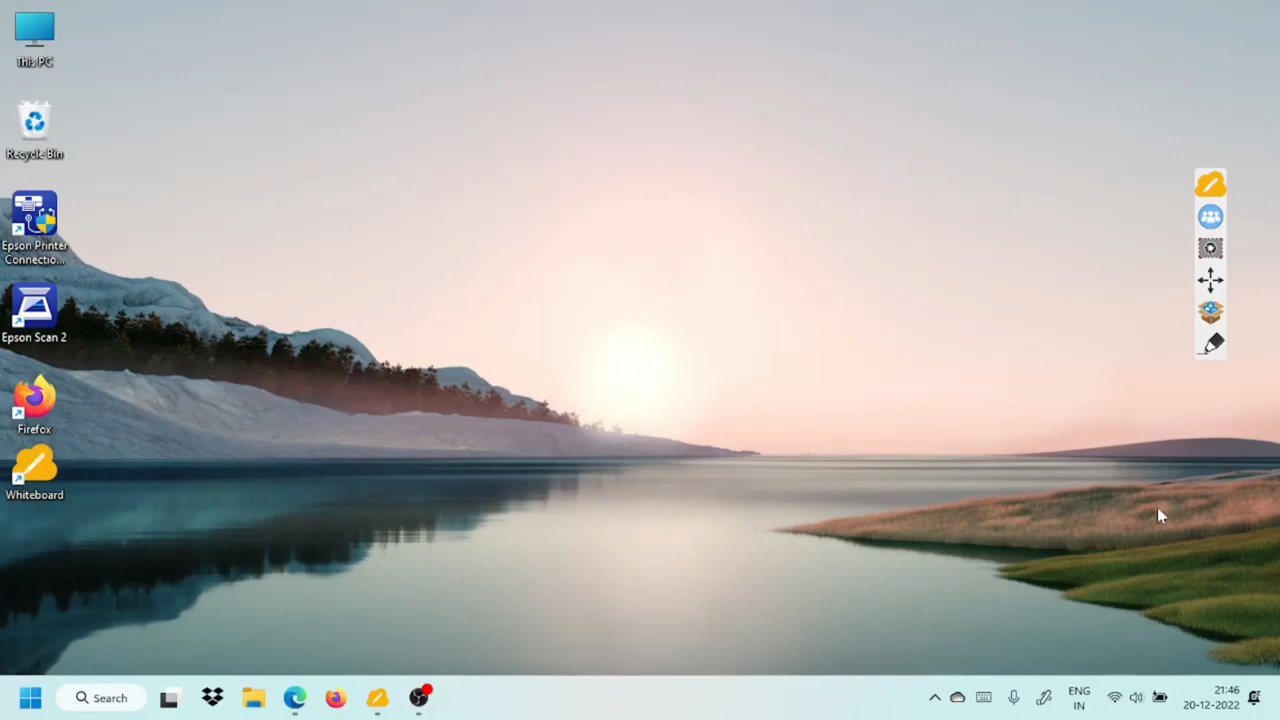 This PC
Recycle Bin
Epson Printer
Connectio...
Epson Scan 2
Firefox
Whiteboard
Search
ENG
IN
21:46
20-12-2022